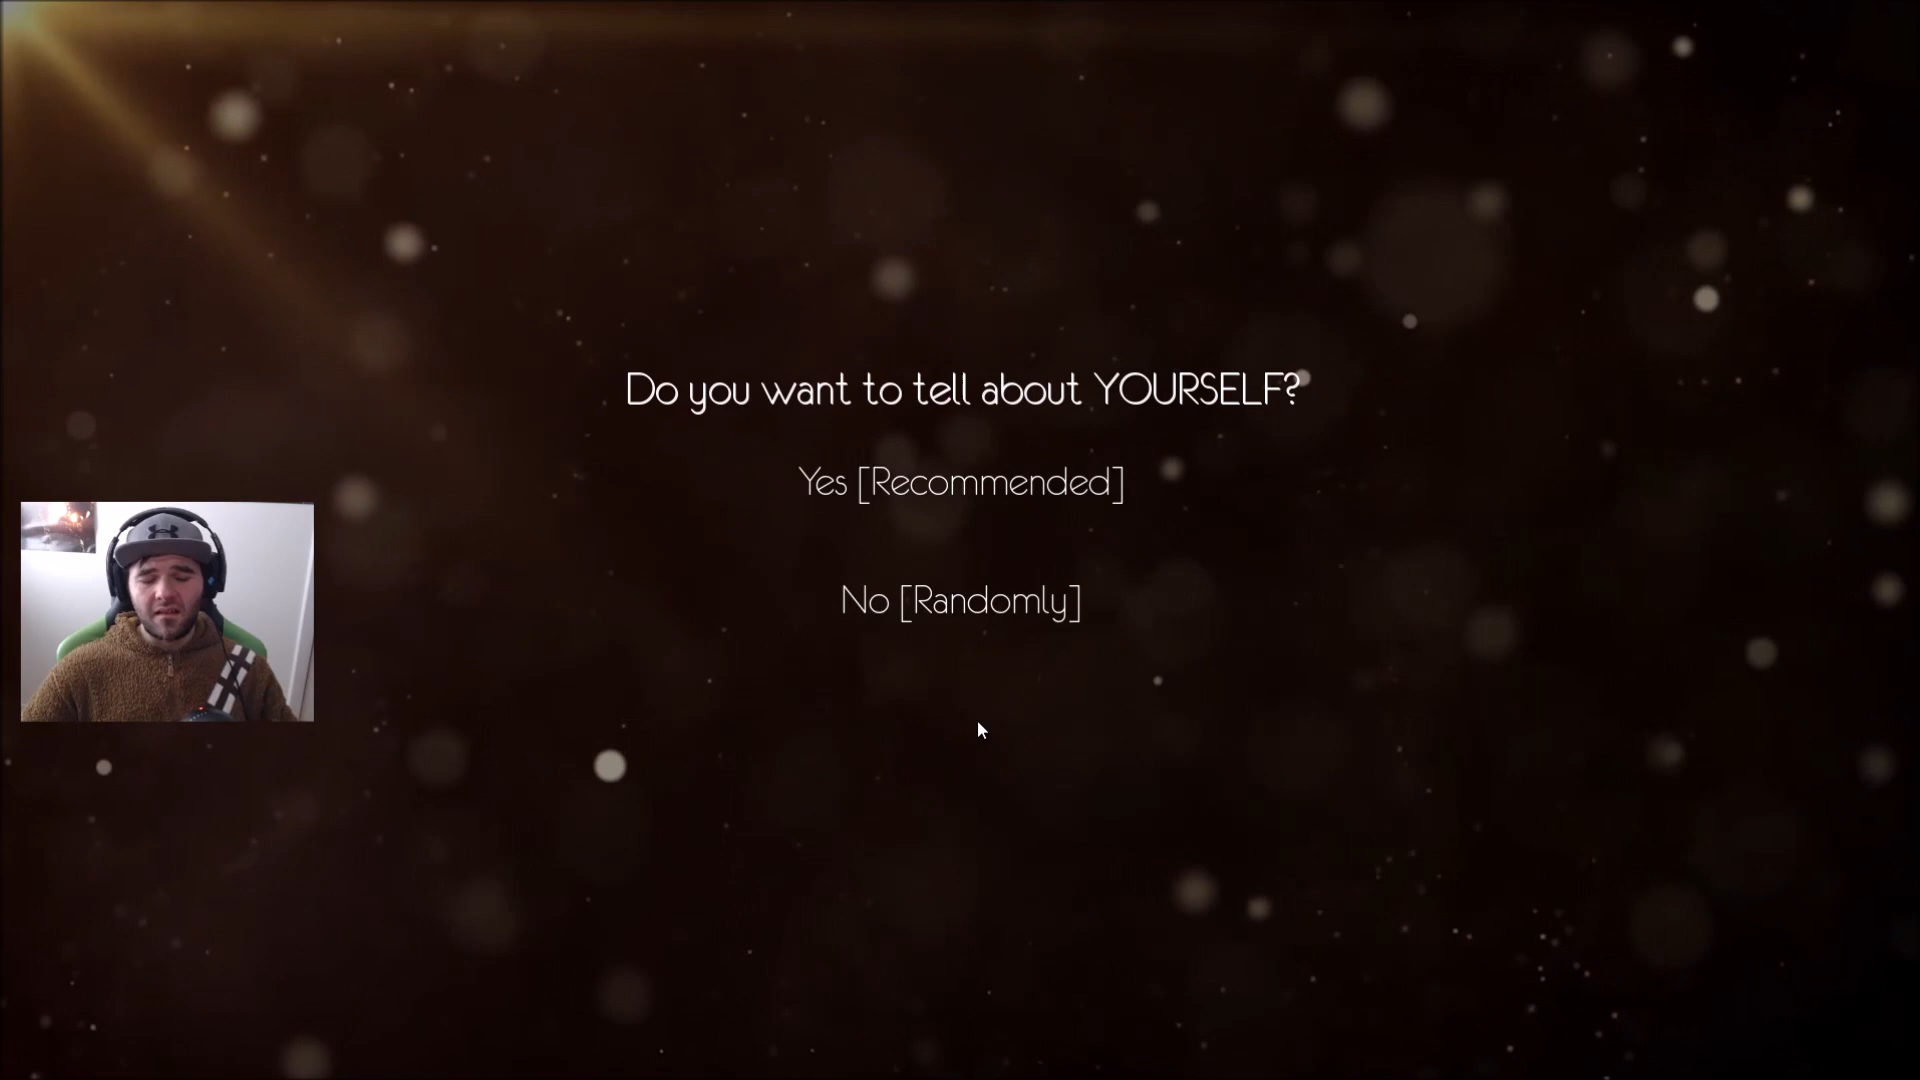 Do you want to tell about YOURSELF?
Yes [Recommended]
No [Randomly]